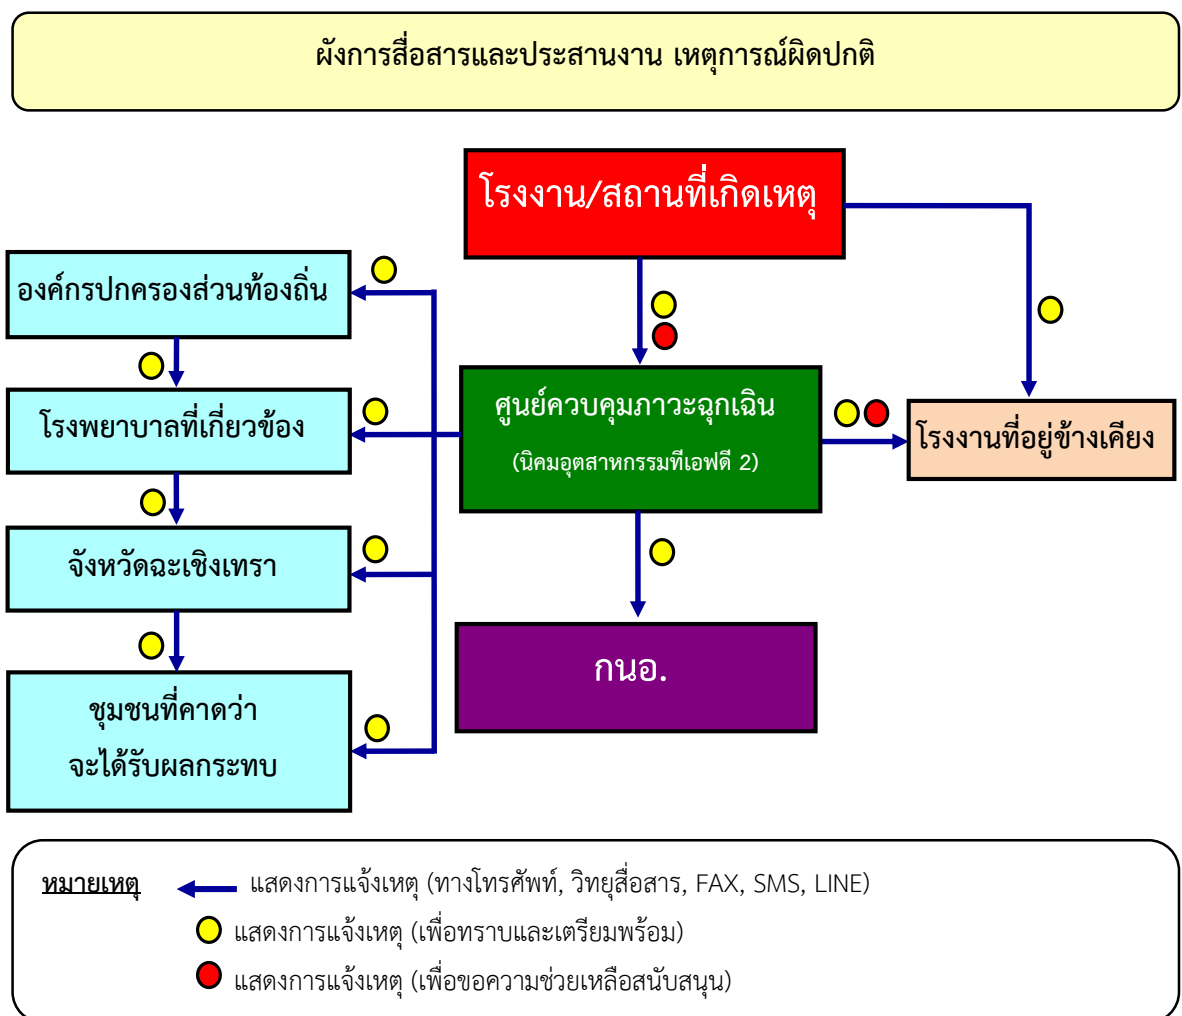 ผังการสื่อสารและประสานงาน เหตุการณ์ผิดปกติ
โรงงาน/สถานที่เกิดเหตุ
องค์กรปกครองส่วนท้องถิ่น
โรงพยาบาลที่เกี่ยวข้อง
ศูนย์ควบคุมภาวะฉุกเฉิน
(นิคมอุตสาหกรรมทีเอฟดี 2)
โรงงานที่อยู่ข้างเคียง
จังหวัดฉะเชิงเทรา
กนอ.
ชุมชนที่คาดว่า
จะได้รับผลกระทบ
หมายเหตุ แสดงการแจ้งเหตุ (ทางโทรศัพท์, วิทยุสื่อสาร, FAX, SMS, LINE)
แสดงการแจ้งเหตุ (เพื่อทราบและเตรียมพร้อม)
แสดงการแจ้งเหตุ (เพื่อขอความช่วยเหลือสนับสนุน)